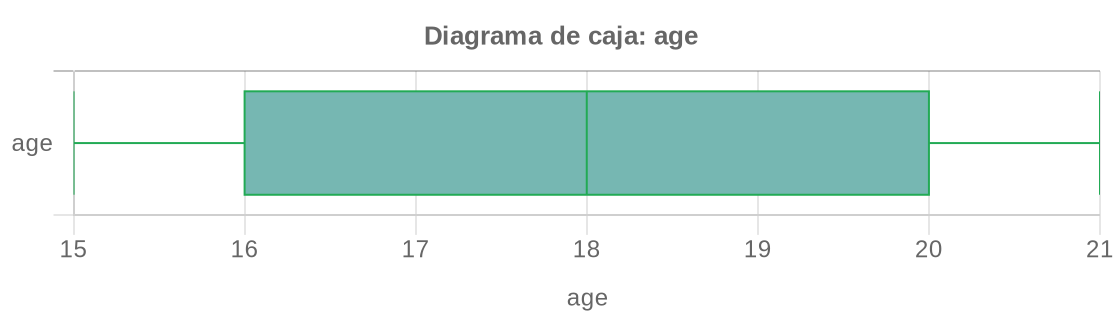 Diagrama de caja: age
age
15 16 17 18 19 20 21
age